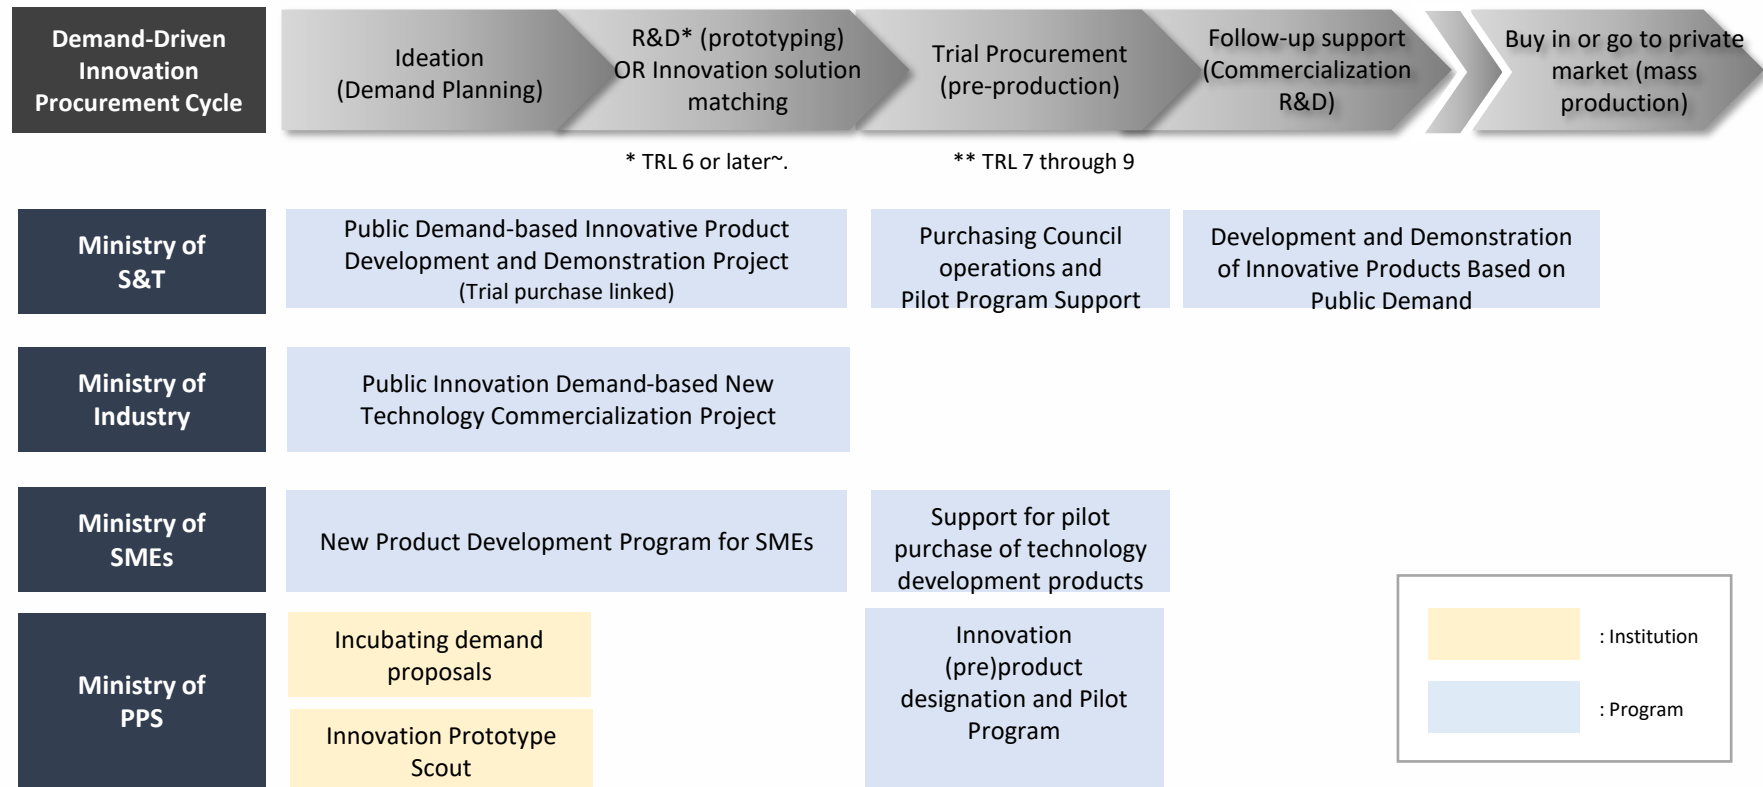 Demand-Driven
Innovation
Procurement Cycle
Ideation
(Demand Planning)
R&D* (prototyping)
OR Innovation solution
matching
Trial Procurement
(pre-production)
Follow-up support
(Commercialization
R&D)
Buy in or go to private
market (mass
production)
* TRL 6 or later~.
** TRL 7 through 9
Ministry of
S&T
Public Demand-based Innovative Product
Development and Demonstration Project
(Trial purchase linked)
Purchasing Council
operations and
Pilot Program Support
Development and Demonstration
of Innovative Products Based on
Public Demand
Ministry of
Industry
Public Innovation Demand-based New
Technology Commercialization Project
Ministry of
SMEs
New Product Development Program for SMEs
Support for pilot
purchase of technology
development products
Ministry of
PPS
Incubating demand
proposals
Innovation Prototype
Scout
Innovation
(pre)product
designation and Pilot
Program
: Institution
: Program